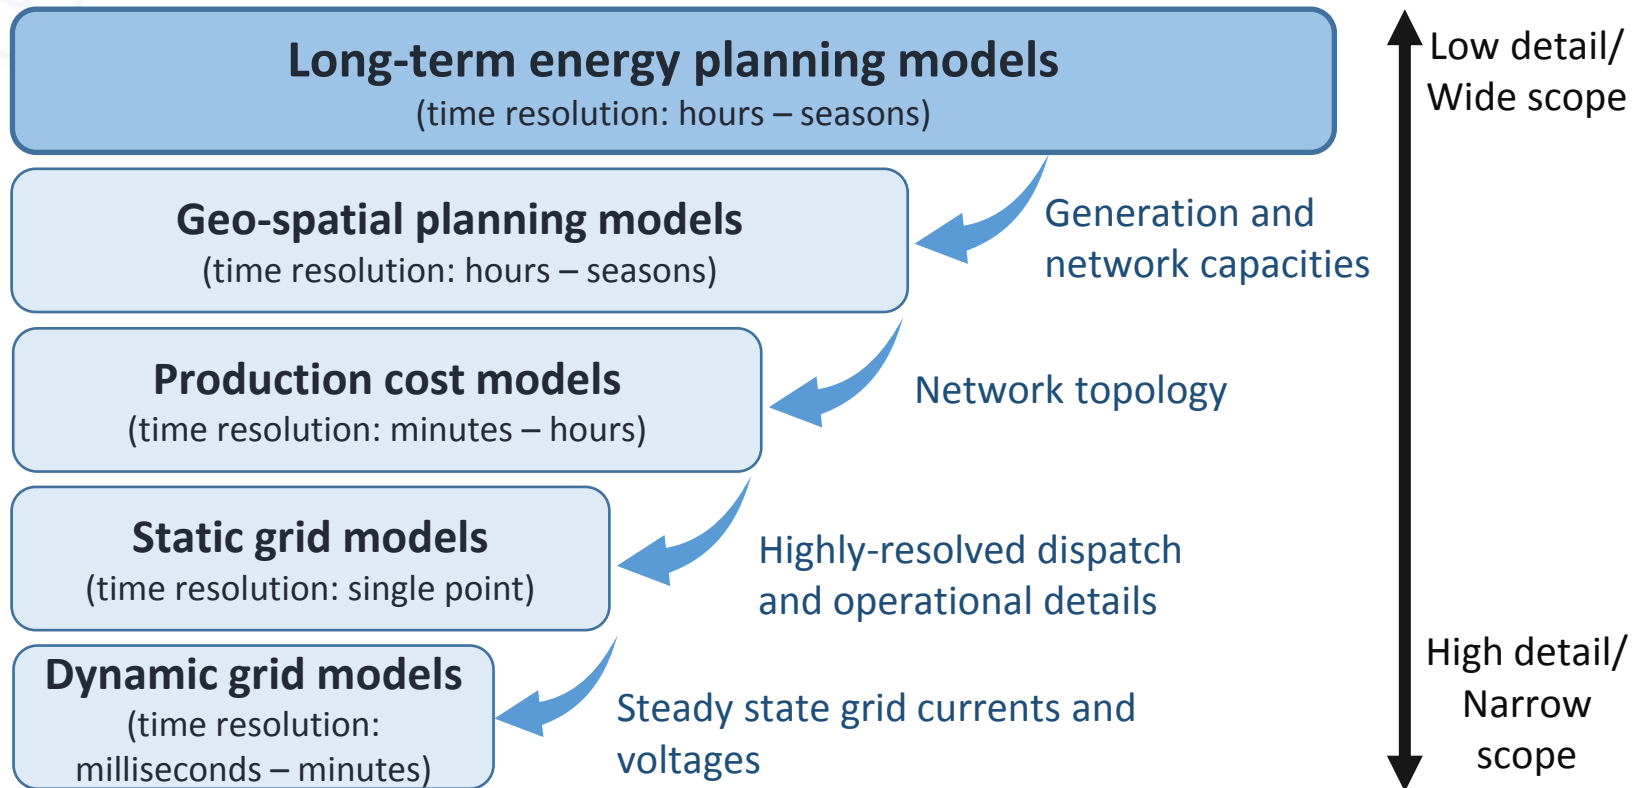 Long-term energy planning models
(time resolution: hours – seasons)
Low detail/
Wide scope
Geo-spatial planning models
(time resolution: hours – seasons)
Generation and
network capacities
Production cost models
(time resolution: minutes – hours)
Network topology
Static grid models
(time resolution: single point)
Highly-resolved dispatch
and operational details
Dynamic grid models
(time resolution:
milliseconds – minutes)
Steady state grid currents and
voltages
High detail/
Narrow
scope